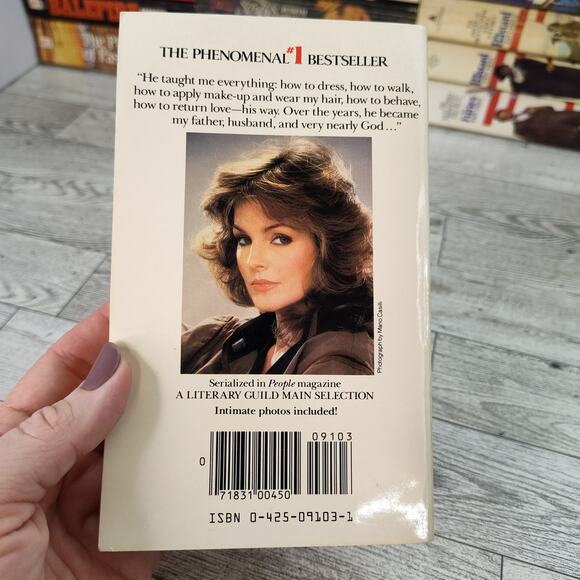 THE PHENOMENAL #1 BESTSELLER
“He taught me everything: how to dress, how to walk,
how to apply make-up and wear my hair, how to behave,
how to return love—his way. Over the years, he became
my father, husband, and very nearly God...”
Photograph by Mario Casilli
Serialized in People magazine
A LITERARY GUILD MAIN SELECTION
Intimate photos included!
09103
0
71831 00450
ISBN 0-425-09103-1